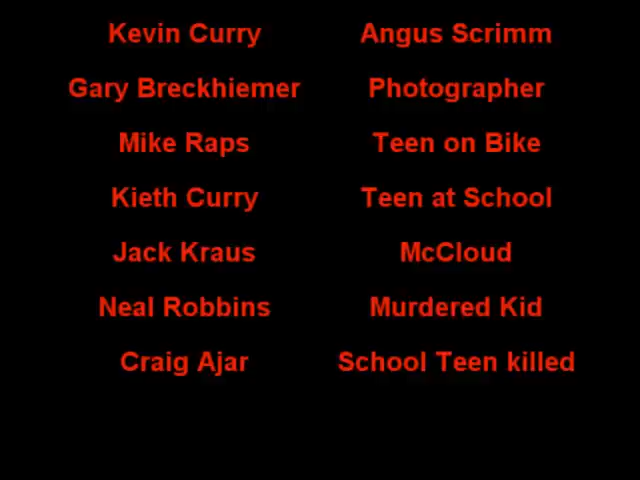 Kevin Curry Angus Scrimm
Gary Breckhiemer Photographer
Mike Raps Teen on Bike
Kieth Curry Teen at School
Jack Kraus McCloud
Neal Robbins Murdered Kid
Craig Ajar School Teen killed